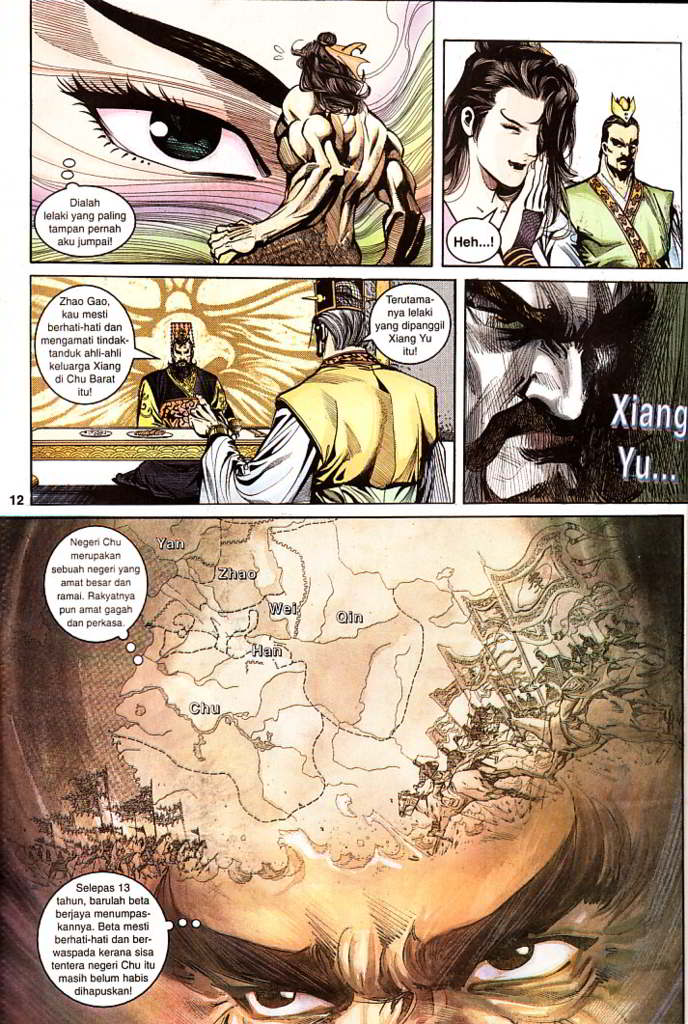 Dialah
lelaki yang paling
tampan pernah
aku jumpai!
Heh...!
Zhao Gao,
kau mesti
berhati-hati dan
mengamati tindak-
tanduk ahli-ahli
keluarga Xiang
di Chu Barat
itu!
Terutama-
nya lelaki
yang dipanggil
Xiang Yu
itu!
Xiang
Yu...
12
Negeri Chu
merupakan
sebuah negeri yang
amat besar dan
ramai. Rakyatnya
pun amat gagah
dan perkasa.
Yan
Zhao
Wei
Qin
Han
Chu
Selepas 13
tahun, barulah beta
berjaya menumpas-
kannya. Beta mesti
berhati-hati dan ber-
waspada kerana sisa
tentera negeri Chu itu
masih belum habis
dihapuskan!